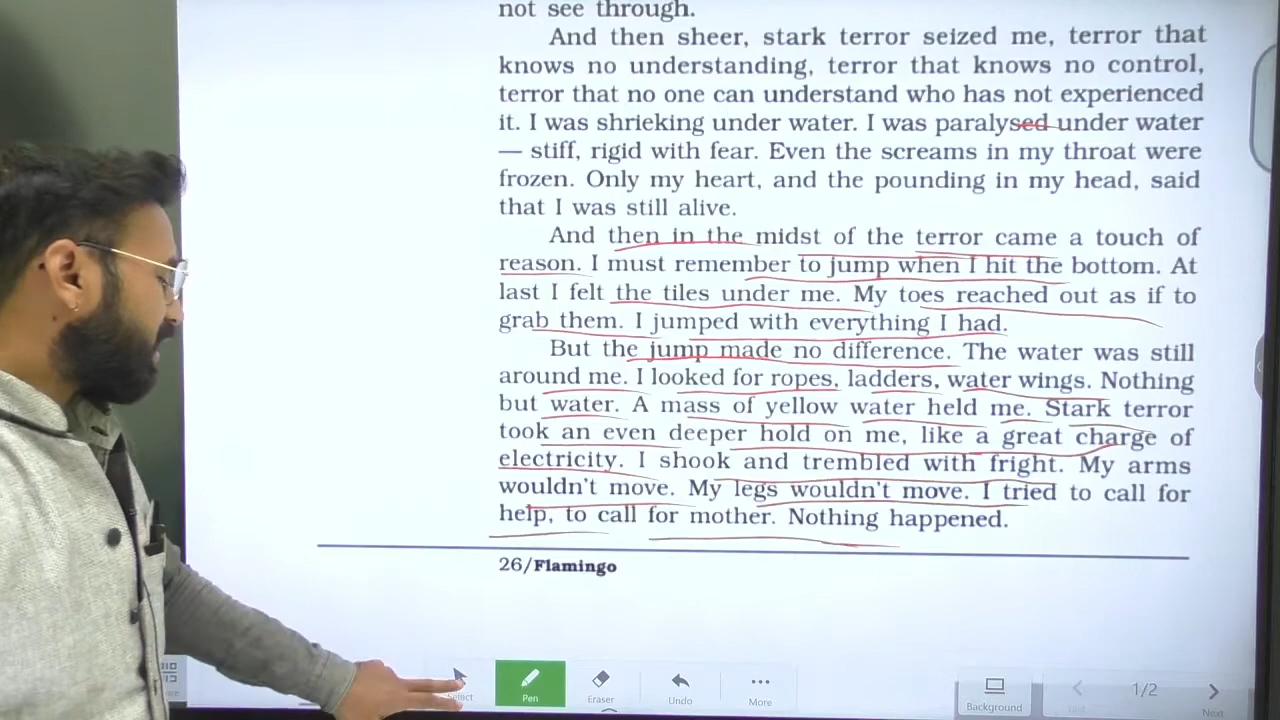 not see through.
And then sheer, stark terror seized me, terror that
knows no understanding, terror that knows no control,
terror that no one can understand who has not experienced
it. I was shrieking under water. I was paralysed under water
— stiff, rigid with fear. Even the screams in my throat were
frozen. Only my heart, and the pounding in my head, said
that I was still alive.
And then in the midst of the terror came a touch of
reason. I must remember to jump when I hit the bottom. At
last I felt the tiles under me. My toes reached out as if to
grab them. I jumped with everything I had.
But the jump made no difference. The water was still
around me. I looked for ropes, ladders, water wings. Nothing
but water. A mass of yellow water held me. Stark terror
took an even deeper hold on me, like a great charge of
electricity. I shook and trembled with fright. My arms
wouldn't move. My legs wouldn't move. I tried to call for
help, to call for mother. Nothing happened.
26/Flamingo
Select
Pen
Eraser
Undo
More
Background
1/2
Next